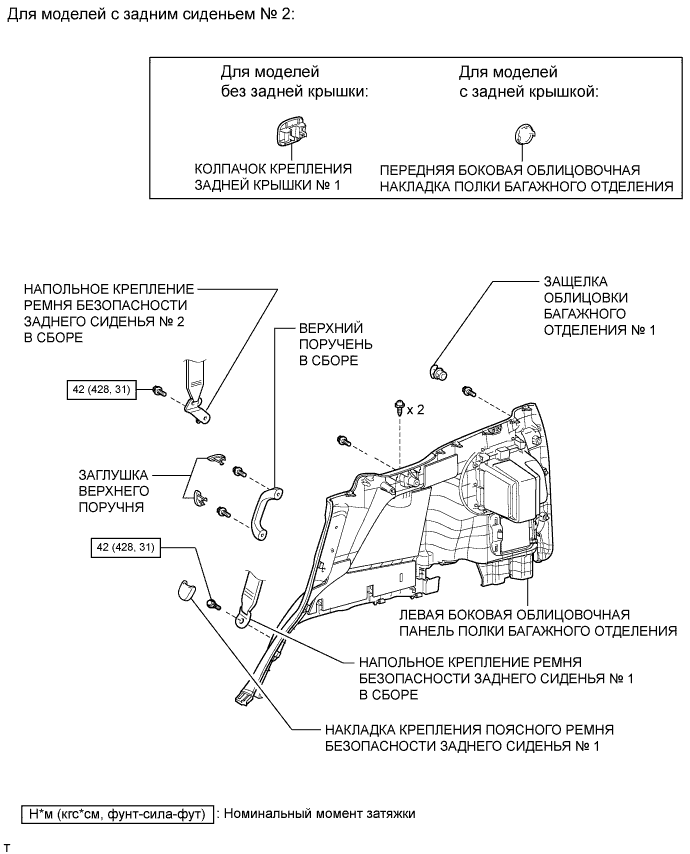 Для моделей с задним сиденьем № 2:
Для моделей
без задней крышки:
Для моделей
с задней крышкой:
КОЛПАЧОК КРЕПЛЕНИЯ
ЗАДНЕЙ КРЫШКИ № 1
ПЕРЕДНЯЯ БОКОВАЯ ОБЛИЦОВОЧНАЯ
НАКЛАДКА ПОЛКИ БАГАЖНОГО ОТДЕЛЕНИЯ
НАПОЛЬНОЕ КРЕПЛЕНИЕ
РЕМНЯ БЕЗОПАСНОСТИ
ЗАДНЕГО СИДЕНЬЯ № 2
В СБОРЕ
ЗАЩЕЛКА
ОБЛИЦОВКИ
БАГАЖНОГО
ОТДЕЛЕНИЯ № 1
ВЕРХНИЙ
ПОРУЧЕНЬ
В СБОРЕ
42 (428, 31)
x 2
ЗАГЛУШКА
ВЕРХНЕГО
ПОРУЧНЯ
42 (428, 31)
ЛЕВАЯ БОКОВАЯ ОБЛИЦОВОЧНАЯ
ПАНЕЛЬ ПОЛКИ БАГАЖНОГО ОТДЕЛЕНИЯ
НАПОЛЬНОЕ КРЕПЛЕНИЕ РЕМНЯ
БЕЗОПАСНОСТИ ЗАДНЕГО СИДЕНЬЯ № 1
В СБОРЕ
НАКЛАДКА КРЕПЛЕНИЯ ПОЯСНОГО РЕМНЯ
БЕЗОПАСНОСТИ ЗАДНЕГО СИДЕНЬЯ № 1
Н*м (кгс*см, фунт-сила-фут) : Номинальный момент затяжки
T